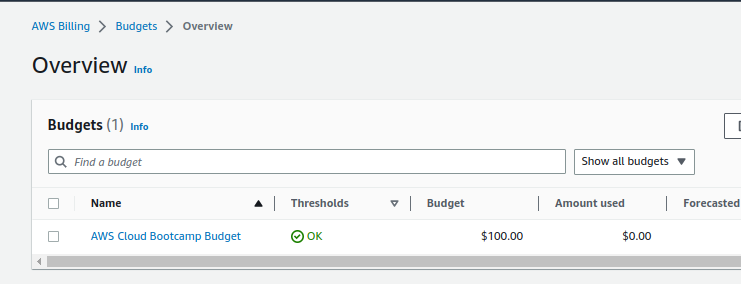 AWS Billing > Budgets > Overview
Overview Info
Budgets (1) Info
Find a budget
Show all budgets
Name Thresholds Budget Amount used Forecasted
AWS Cloud Bootcamp Budget OK $100.00 $0.00